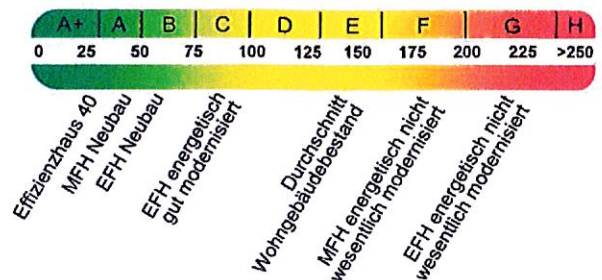 A+ A B C D E F G H
0 25 50 75 100 125 150 175 200 225 >250
Effizienzhaus 40
MFH Neubau
EFH Neubau
EFH energetisch
gut modernisiert
Durchschnitt
Wohngebäudebestand
MFH energetisch nicht
wesentlich modernisiert
EFH energetisch nicht
wesentlich modernisiert